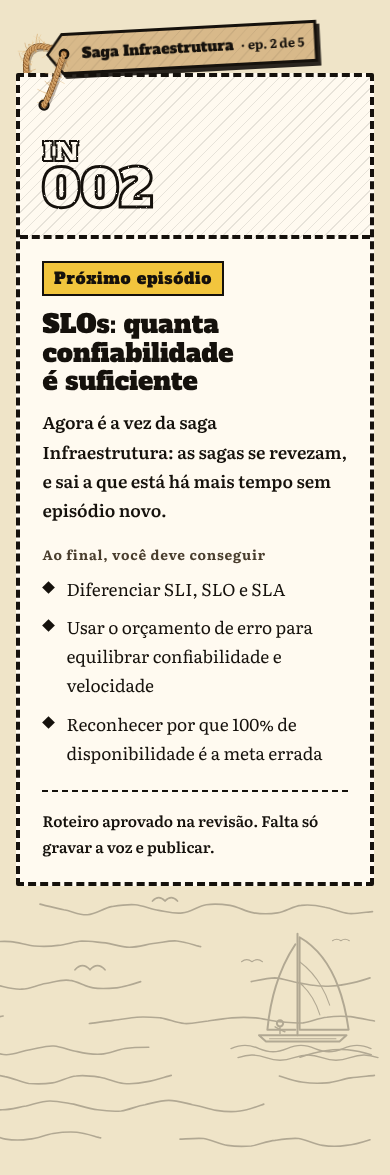 Saga Infraestrutura · ep. 2 de 5
IN
002
Próximo episódio
SLOs: quanta
confiabilidade
é suficiente
Agora é a vez da saga
Infraestrutura: as sagas se revezam,
e sai a que está há mais tempo sem
episódio novo.
Ao final, você deve conseguir
◆ Diferenciar SLI, SLO e SLA
◆ Usar o orçamento de erro para
equilibrar confiabilidade e
velocidade
◆ Reconhecer por que 100% de
disponibilidade é a meta errada
Roteiro aprovado na revisão. Falta só
gravar a voz e publicar.